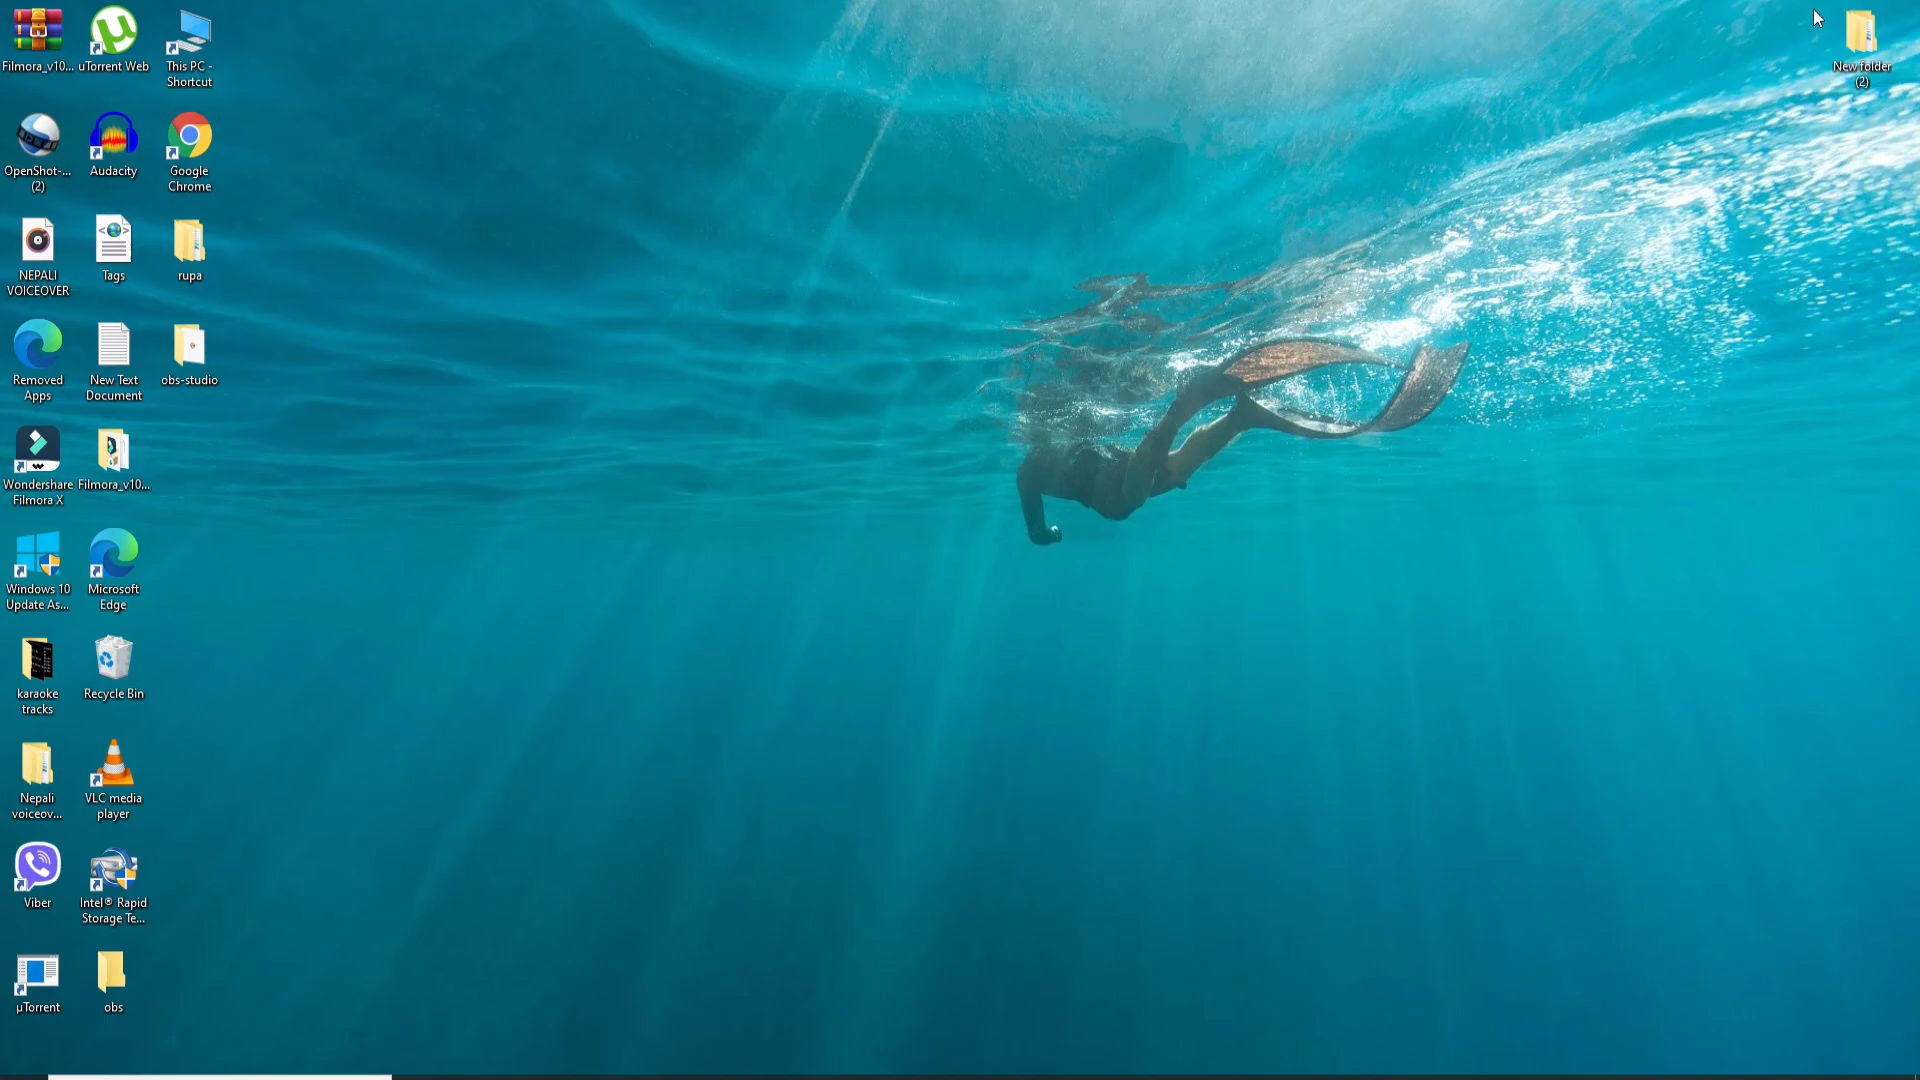 Filmora_v10...
uTorrent Web
This PC -
Shortcut
New folder
(2)
OpenShot-...
(2)
Audacity
Google
Chrome
NEPALI
VOICEOVER
Tags
rupa
Removed
Apps
New Text
Document
obs-studio
Wondershare
Filmora X
Filmora_v10...
Windows 10
Update As...
Microsoft
Edge
karaoke
tracks
Recycle Bin
Nepali
voiceov...
VLC media
player
Viber
Intel® Rapid
Storage Te...
µTorrent
obs